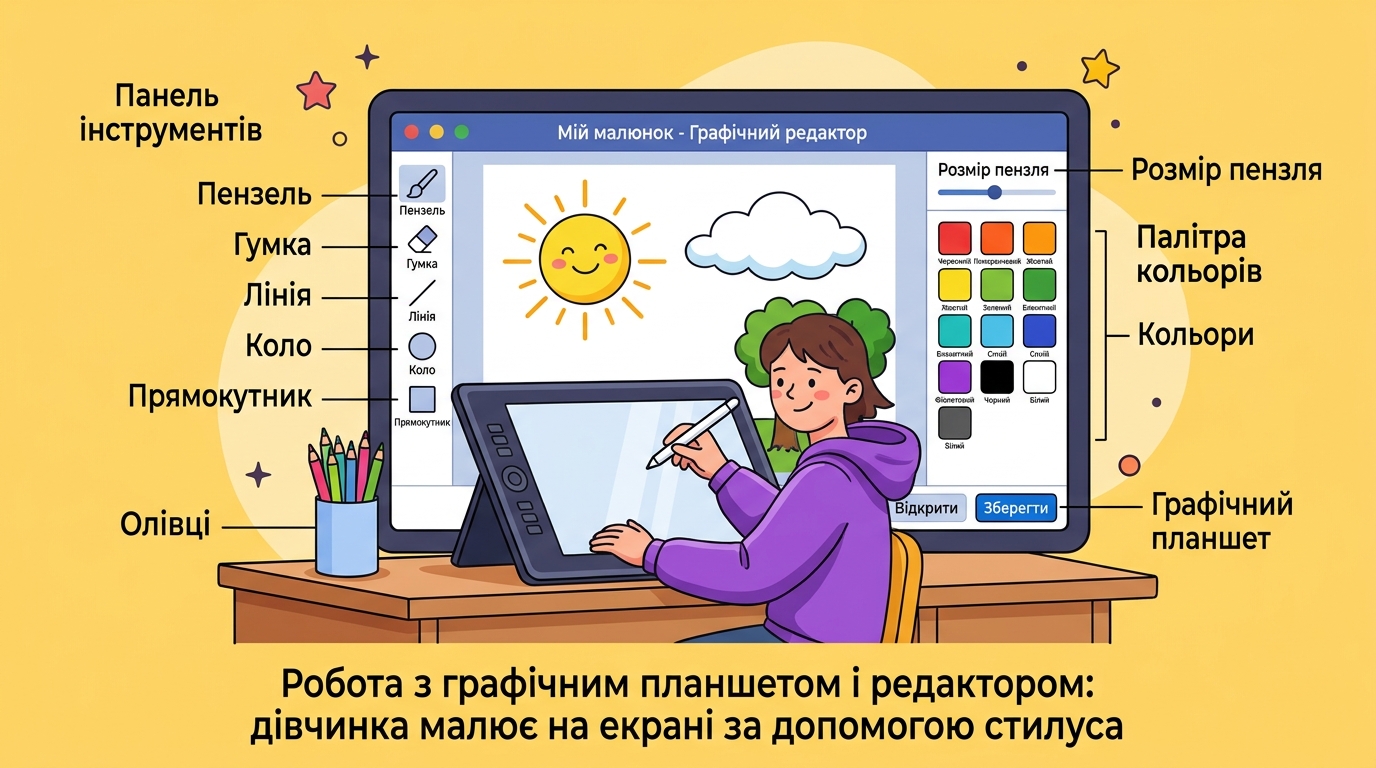 Панель
інструментів
Пензель
Гумка
Лінія
Коло
Прямокутник
Олівці
Мій малюнок - Графічний редактор
Пензель
Гумка
Лінія
Коло
Прямокутник
Розмір пензля
Червоний
Зелений
Чорний
Білий
Відкрити
Зберегти
Розмір пензля
Палітра
кольорів
Кольори
Графічний
планшет
Робота з графічним планшетом і редактором:
дівчинка малює на екрані за допомогою стилуса